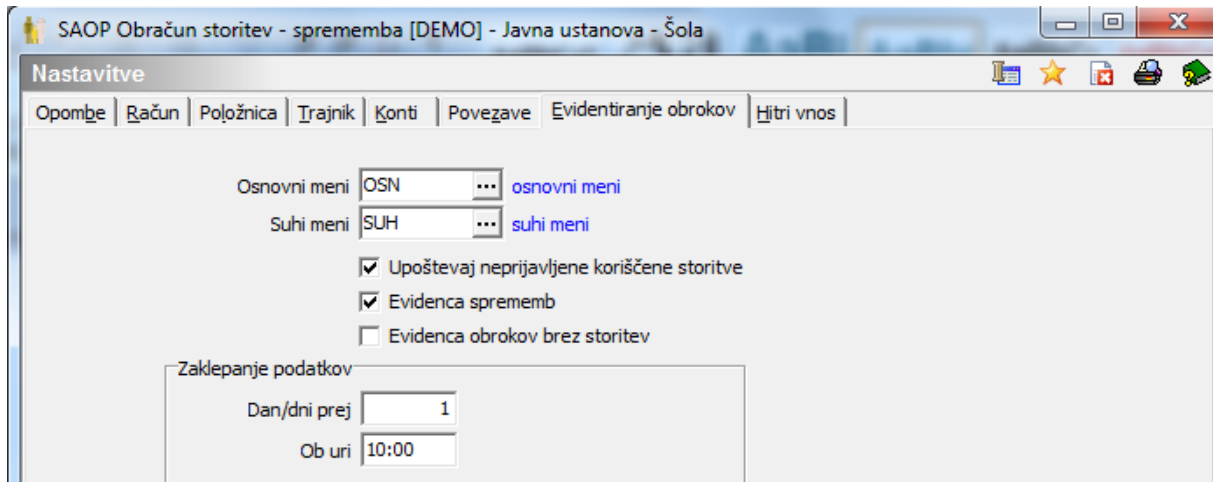 SAOP Obračun storitev - sprememba [DEMO] - Javna ustanova - Šola
Nastavitve
Opombe Račun Položnica Trajnik Konti Povezave Evidentiranje obrokov Hitri vnos
Osnovni meni OSN ... osnovni meni
Suhi meni SUH ... suhi meni
Upoštevaj neprijavljene koriščene storitve
Evidenca sprememb
Evidenca obrokov brez storitev
Zaklepanje podatkov
Dan/dni prej 1
Ob uri 10:00